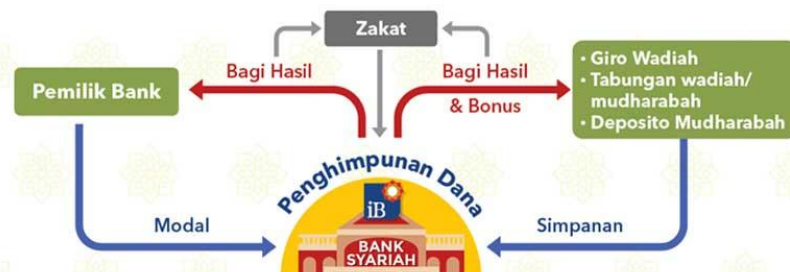 Zakat
Bagi Hasil
Bagi Hasil
& Bonus
Pemilik Bank
• Giro Wadiah
• Tabungan wadiah/
mudharabah
• Deposito Mudharabah
Penghimpunan Dana
Modal
Simpanan
iB
BANK
SYARIAH